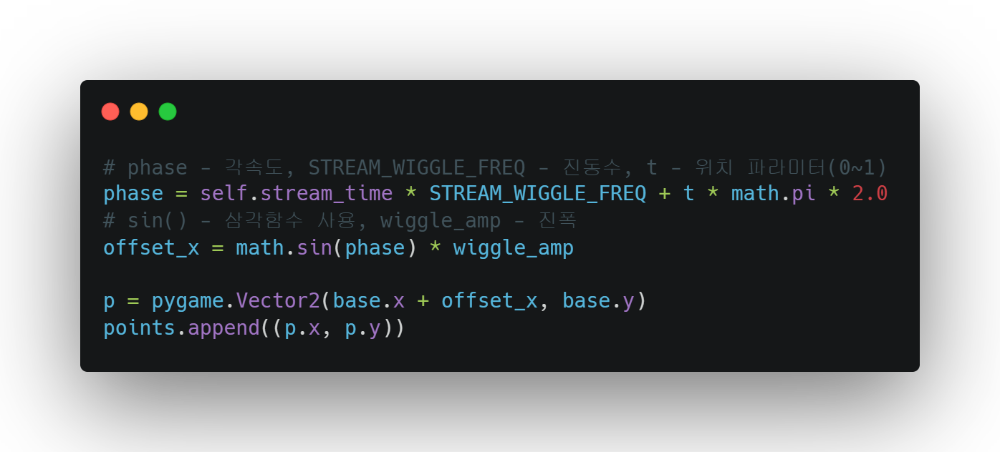 # phase - 각속도, STREAM_WIGGLE_FREQ - 진동수, t - 위치 파라미터(0~1)
phase = self.stream_time * STREAM_WIGGLE_FREQ + t * math.pi * 2.0
# sin() - 삼각함수 사용, wiggle_amp - 진폭
offset_x = math.sin(phase) * wiggle_amp
p = pygame.Vector2(base.x + offset_x, base.y)
points.append((p.x, p.y))